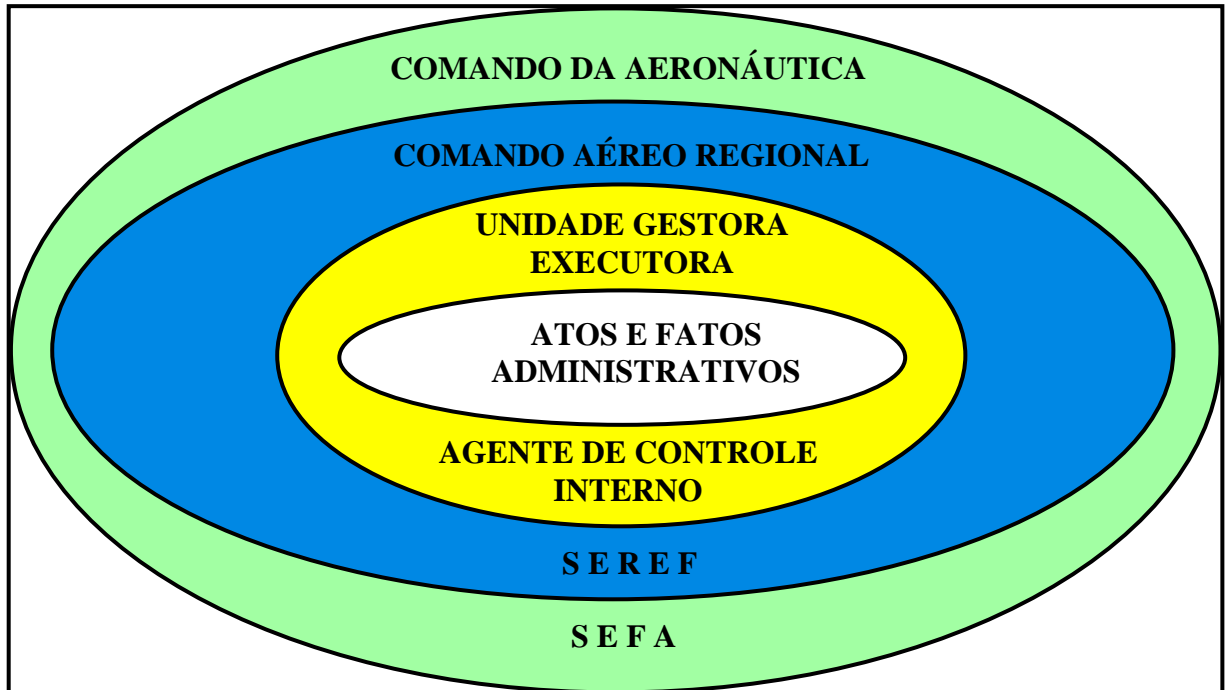 COMANDO DA AERONÁUTICA
COMANDO AÉREO REGIONAL
UNIDADE GESTORA
EXECUTORA
ATOS E FATOS
ADMINISTRATIVOS
AGENTE DE CONTROLE
INTERNO
S E R E F
S E F A